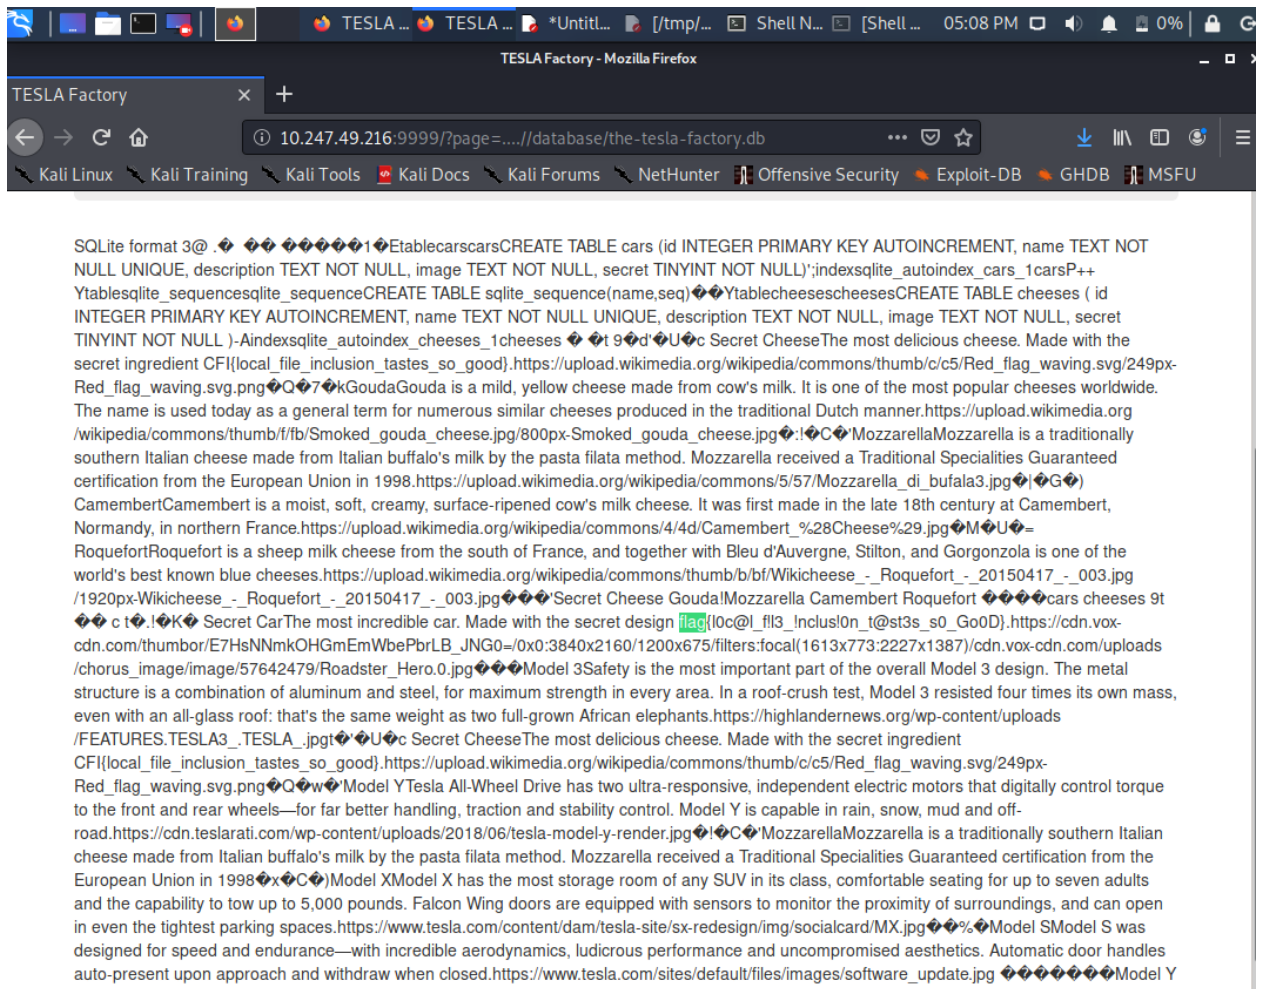 TESLA ... TESLA ... *Untitl... [/tmp/... Shell N... [Shell ... 05:08 PM 0%
TESLA Factory - Mozilla Firefox
TESLA Factory
10.247.49.216:9999/?page=....//database/the-tesla-factory.db
Kali Linux Kali Training Kali Tools Kali Docs Kali Forums NetHunter Offensive Security Exploit-DB GHDB MSFU
SQLite format 3@ .� �� �����1�EtablecarscarsCREATE TABLE cars (id INTEGER PRIMARY KEY AUTOINCREMENT, name TEXT NOT
NULL UNIQUE, description TEXT NOT NULL, image TEXT NOT NULL, secret TINYINT NOT NULL)';indexsqlite_autoindex_cars_1carsP++
Ytablesqlite_sequencesqlite_sequenceCREATE TABLE sqlite_sequence(name,seq)��YtablecheesescheesesCREATE TABLE cheeses ( id
INTEGER PRIMARY KEY AUTOINCREMENT, name TEXT NOT NULL UNIQUE, description TEXT NOT NULL, image TEXT NOT NULL, secret
TINYINT NOT NULL )-Aindexsqlite_autoindex_cheeses_1cheeses � �t 9�d'�U�c Secret CheeseThe most delicious cheese. Made with the
secret ingredient CFI{local_file_inclusion_tastes_so_good}.https://upload.wikimedia.org/wikipedia/commons/thumb/c/c5/Red_flag_waving.svg/249px-
Red_flag_waving.svg.png�Q�7�kGoudaGouda is a mild, yellow cheese made from cow's milk. It is one of the most popular cheeses worldwide.
The name is used today as a general term for numerous similar cheeses produced in the traditional Dutch manner.https://upload.wikimedia.org
/wikipedia/commons/thumb/f/fb/Smoked_gouda_cheese.jpg/800px-Smoked_gouda_cheese.jpg�:!�C�'MozzarellaMozzarella is a traditionally
southern Italian cheese made from Italian buffalo's milk by the pasta filata method. Mozzarella received a Traditional Specialities Guaranteed
certification from the European Union in 1998.https://upload.wikimedia.org/wikipedia/commons/5/57/Mozzarella_di_bufala3.jpg�|�G�)
CamembertCamembert is a moist, soft, creamy, surface-ripened cow's milk cheese. It was first made in the late 18th century at Camembert,
Normandy, in northern France.https://upload.wikimedia.org/wikipedia/commons/4/4d/Camembert_%28Cheese%29.jpg�M�U�=
RoquefortRoquefort is a sheep milk cheese from the south of France, and together with Bleu d'Auvergne, Stilton, and Gorgonzola is one of the
world's best known blue cheeses.https://upload.wikimedia.org/wikipedia/commons/thumb/b/bf/Wikicheese_-_Roquefort_-_20150417_-_003.jpg
/1920px-Wikicheese_-_Roquefort_-_20150417_-_003.jpg���'Secret Cheese Gouda!Mozzarella Camembert Roquefort ����cars cheeses 9t
�� c t�.!�K� Secret CarThe most incredible car. Made with the secret design flag{l0c@l_f!l3_!nclus!0n_t@st3s_s0_Go0D}.https://cdn.vox-
cdn.com/thumbor/E7HsNNmkOHGmEmWbePbrLB_JNG0=/0x0:3840x2160/1200x675/filters:focal(1613x773:2227x1387)/cdn.vox-cdn.com/uploads
/chorus_image/image/57642479/Roadster_Hero.0.jpg���Model 3Safety is the most important part of the overall Model 3 design. The metal
structure is a combination of aluminum and steel, for maximum strength in every area. In a roof-crush test, Model 3 resisted four times its own mass,
even with an all-glass roof: that's the same weight as two full-grown African elephants.https://highlandernews.org/wp-content/uploads
/FEATURES.TESLA3_.TESLA_.jpgt�'�U�c Secret CheeseThe most delicious cheese. Made with the secret ingredient
CFI{local_file_inclusion_tastes_so_good}.https://upload.wikimedia.org/wikipedia/commons/thumb/c/c5/Red_flag_waving.svg/249px-
Red_flag_waving.svg.png�Q�w�'Model YTesla All-Wheel Drive has two ultra-responsive, independent electric motors that digitally control torque
to the front and rear wheels—for far better handling, traction and stability control. Model Y is capable in rain, snow, mud and off-
road.https://cdn.teslarati.com/wp-content/uploads/2018/06/tesla-model-y-render.jpg�!�C�'MozzarellaMozzarella is a traditionally southern Italian
cheese made from Italian buffalo's milk by the pasta filata method. Mozzarella received a Traditional Specialities Guaranteed certification from the
European Union in 1998�x�C�)Model XModel X has the most storage room of any SUV in its class, comfortable seating for up to seven adults
and the capability to tow up to 5,000 pounds. Falcon Wing doors are equipped with sensors to monitor the proximity of surroundings, and can open
in even the tightest parking spaces.https://www.tesla.com/content/dam/tesla-site/sx-redesign/img/socialcard/MX.jpg��%�Model SModel S was
designed for speed and endurance—with incredible aerodynamics, ludicrous performance and uncompromised aesthetics. Automatic door handles
auto-present upon approach and withdraw when closed.https://www.tesla.com/sites/default/files/images/software_update.jpg �������Model Y